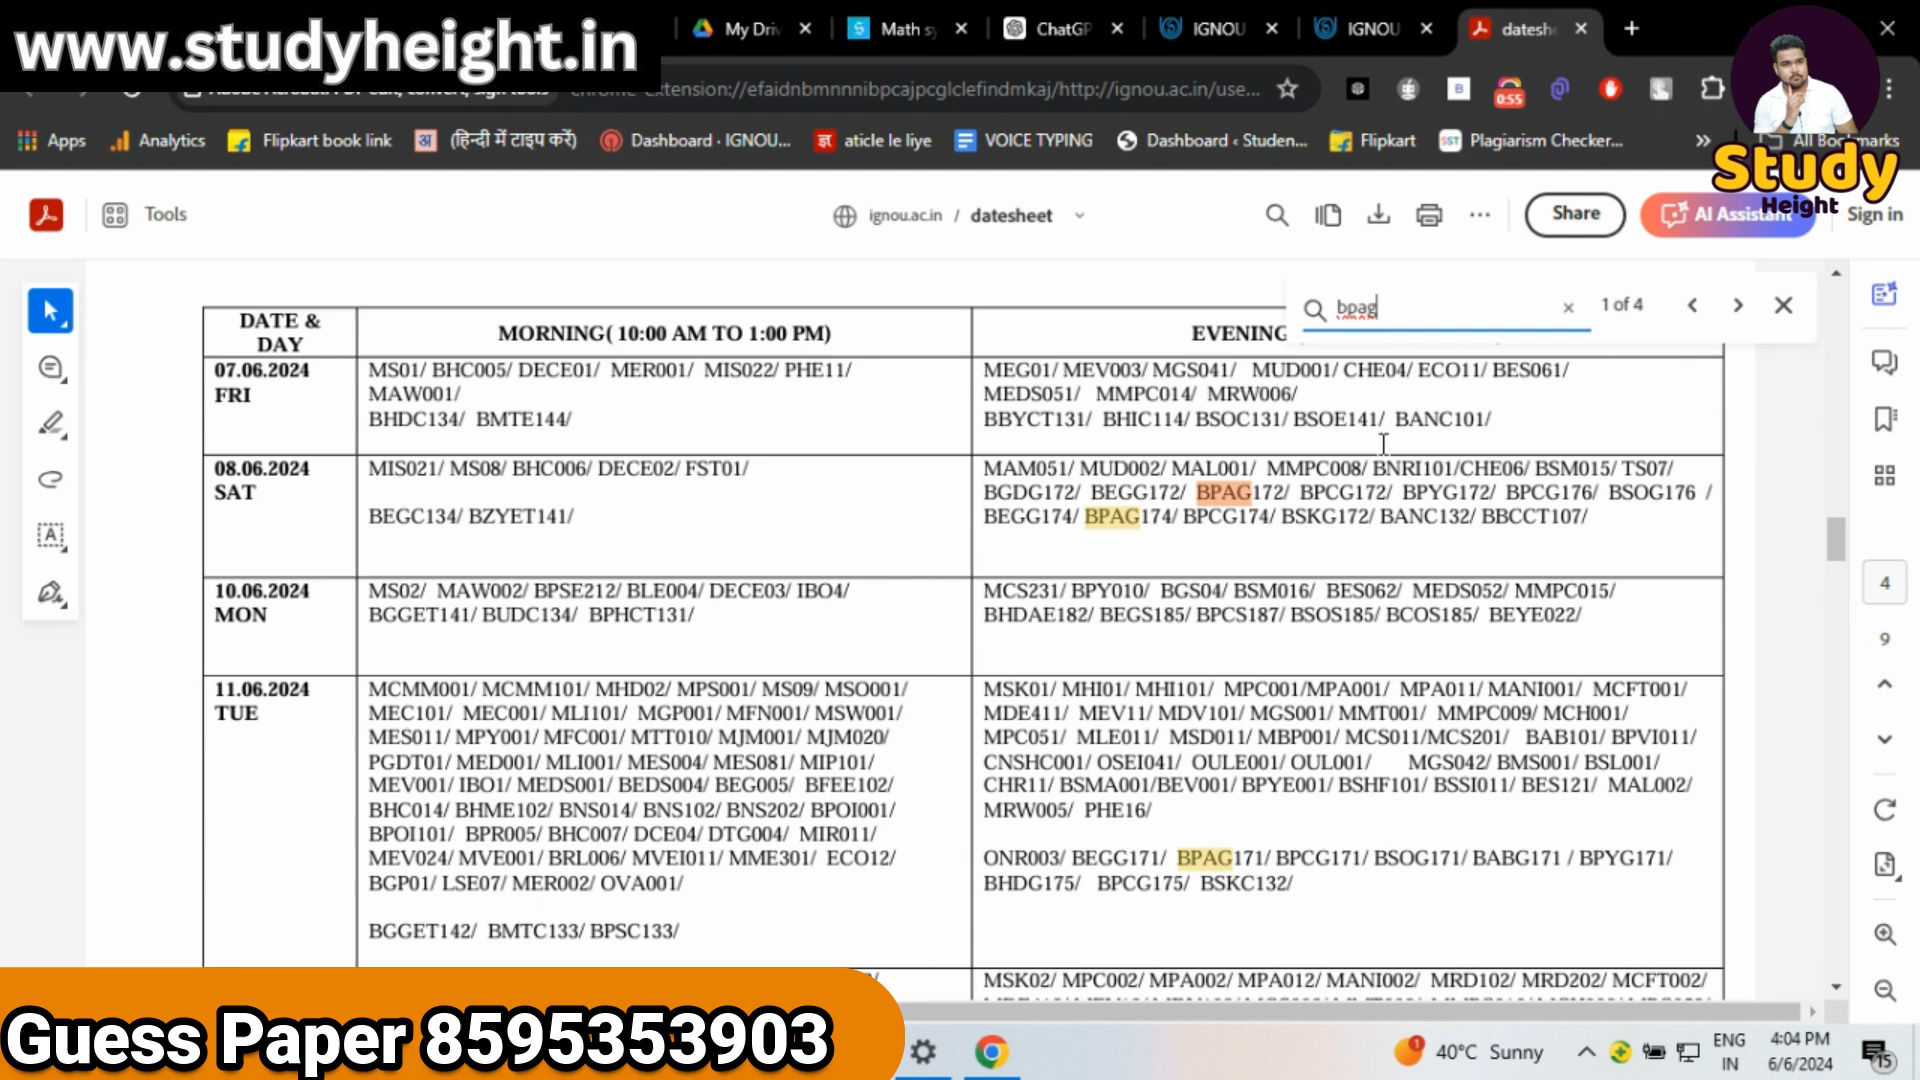 www.studyheight.in
My Driv
Math sy
ChatGP
IGNOU
IGNOU
datesh
extension://efaidnbmnnnibpcajpcglclefindmkaj/http://ignou.ac.in/use...
0:55
Apps
Analytics
Flipkart book link
(हिन्दी में टाइप करें)
Dashboard · IGNOU...
aticle le liye
VOICE TYPING
Dashboard ‹ Studen...
Flipkart
Plagiarism Checker...
»
All Bookmarks
Study
Height
Tools
ignou.ac.in / datesheet
Share
AI Assistant
Sign in
bpag
1 of 4
DATE & DAY
MORNING( 10:00 AM TO 1:00 PM)
EVENING
07.06.2024
FRI
MS01/ BHC005/ DECE01/ MER001/ MIS022/ PHE11/
MAW001/
BHDC134/ BMTE144/
MEG01/ MEV003/ MGS041/ MUD001/ CHE04/ ECO11/ BES061/
MEDS051/ MMPC014/ MRW006/
BBYCT131/ BHIC114/ BSOC131/ BSOE141/ BANC101/
08.06.2024
SAT
MIS021/ MS08/ BHC006/ DECE02/ FST01/
BEGC134/ BZYET141/
MAM051/ MUD002/ MAL001/ MMPC008/ BNRI101/CHE06/ BSM015/ TS07/
BGDG172/ BEGG172/ BPAG172/ BPCG172/ BPYG172/ BPCG176/ BSOG176 /
BEGG174/ BPAG174/ BPCG174/ BSKG172/ BANC132/ BBCCT107/
10.06.2024
MON
MS02/ MAW002/ BPSE212/ BLE004/ DECE03/ IBO4/
BGGET141/ BUDC134/ BPHCT131/
MCS231/ BPY010/ BGS04/ BSM016/ BES062/ MEDS052/ MMPC015/
BHDAE182/ BEGS185/ BPCS187/ BSOS185/ BCOS185/ BEYE022/
11.06.2024
TUE
MCMM001/ MCMM101/ MHD02/ MPS001/ MS09/ MSO001/
MEC101/ MEC001/ MLI101/ MGP001/ MFN001/ MSW001/
MES011/ MPY001/ MFC001/ MTT010/ MJM001/ MJM020/
PGDT01/ MED001/ MLI001/ MES004/ MES081/ MIP101/
MEV001/ IBO1/ MEDS001/ BEDS004/ BEG005/ BFEE102/
BHC014/ BHME102/ BNS014/ BNS102/ BNS202/ BPOI001/
BPOI101/ BPR005/ BHC007/ DCE04/ DTG004/ MIR011/
MEV024/ MVE001/ BRL006/ MVEI011/ MME301/ ECO12/
BGP01/ LSE07/ MER002/ OVA001/
BGGET142/ BMTC133/ BPSC133/
MSK01/ MHI01/ MHI101/ MPC001/MPA001/ MPA011/ MANI001/ MCFT001/
MDE411/ MEV11/ MDV101/ MGS001/ MMT001/ MMPC009/ MCH001/
MPC051/ MLE011/ MSD011/ MBP001/ MCS011/MCS201/ BAB101/ BPVI011/
CNSHC001/ OSEI041/ OULE001/ OUL001/ MGS042/ BMS001/ BSL001/
CHR11/ BSMA001/BEV001/ BPYE001/ BSHF101/ BSSI011/ BES121/ MAL002/
MRW005/ PHE16/
ONR003/ BEGG171/ BPAG171/ BPCG171/ BSOG171/ BABG171 / BPYG171/
BHDG175/ BPCG175/ BSKC132/
MSK02/ MPC002/ MPA002/ MPA012/ MANI002/ MRD102/ MRD202/ MCFT002/
4
9
Guess Paper 8595353903
40°C Sunny
ENG
IN
4:04 PM
6/6/2024
15